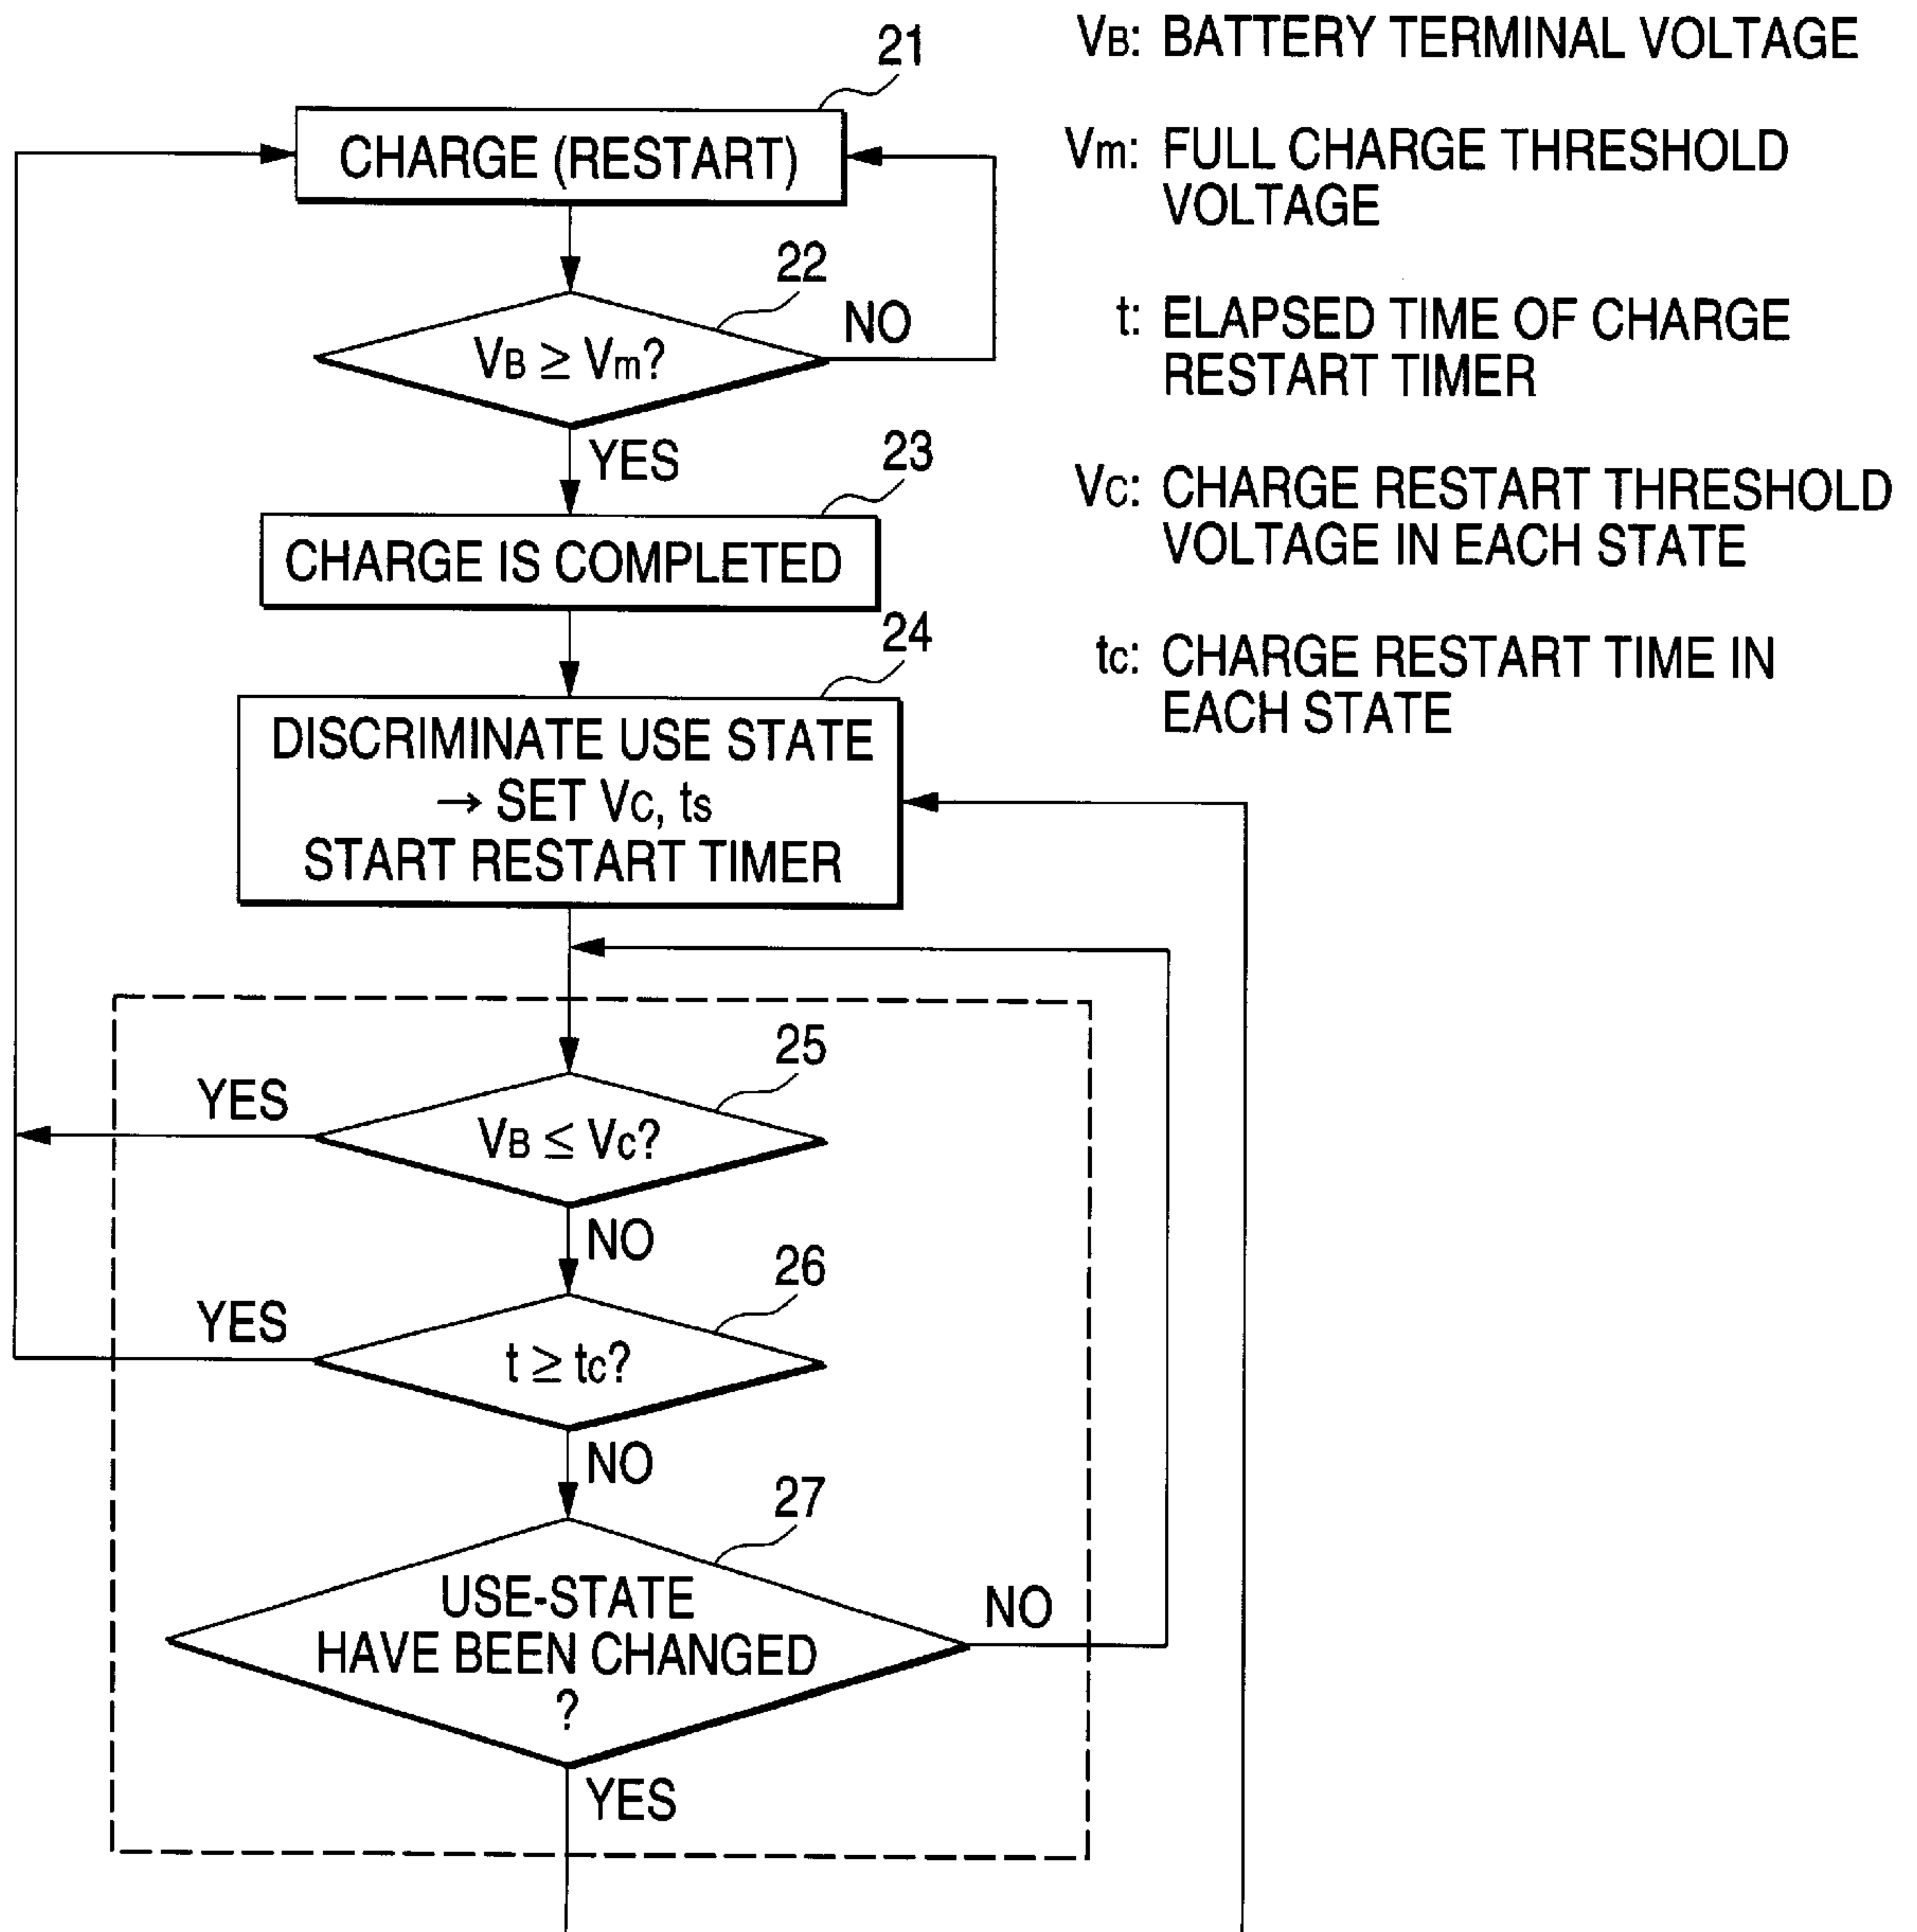 21
CHARGE (RESTART)
22
VB ≥ Vm?
NO
YES
23
CHARGE IS COMPLETED
24
DISCRIMINATE USE STATE
→ SET VC, ts
START RESTART TIMER
25
YES
VB ≤ VC?
NO
26
YES
t ≥ tC?
NO
27
USE-STATE
HAVE BEEN CHANGED
?
NO
YES
VB: BATTERY TERMINAL VOLTAGE
Vm: FULL CHARGE THRESHOLD
VOLTAGE
t: ELAPSED TIME OF CHARGE
RESTART TIMER
VC: CHARGE RESTART THRESHOLD
VOLTAGE IN EACH STATE
tC: CHARGE RESTART TIME IN
EACH STATE